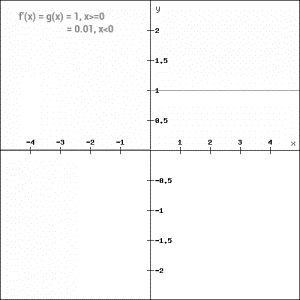 f'(x) = g(x) = 1, x>=0
= 0.01, x<0
y
2
1.5
1
0.5
-4 -3 -2 -1 1 2 3 4 x
-0.5
-1
-1.5
-2